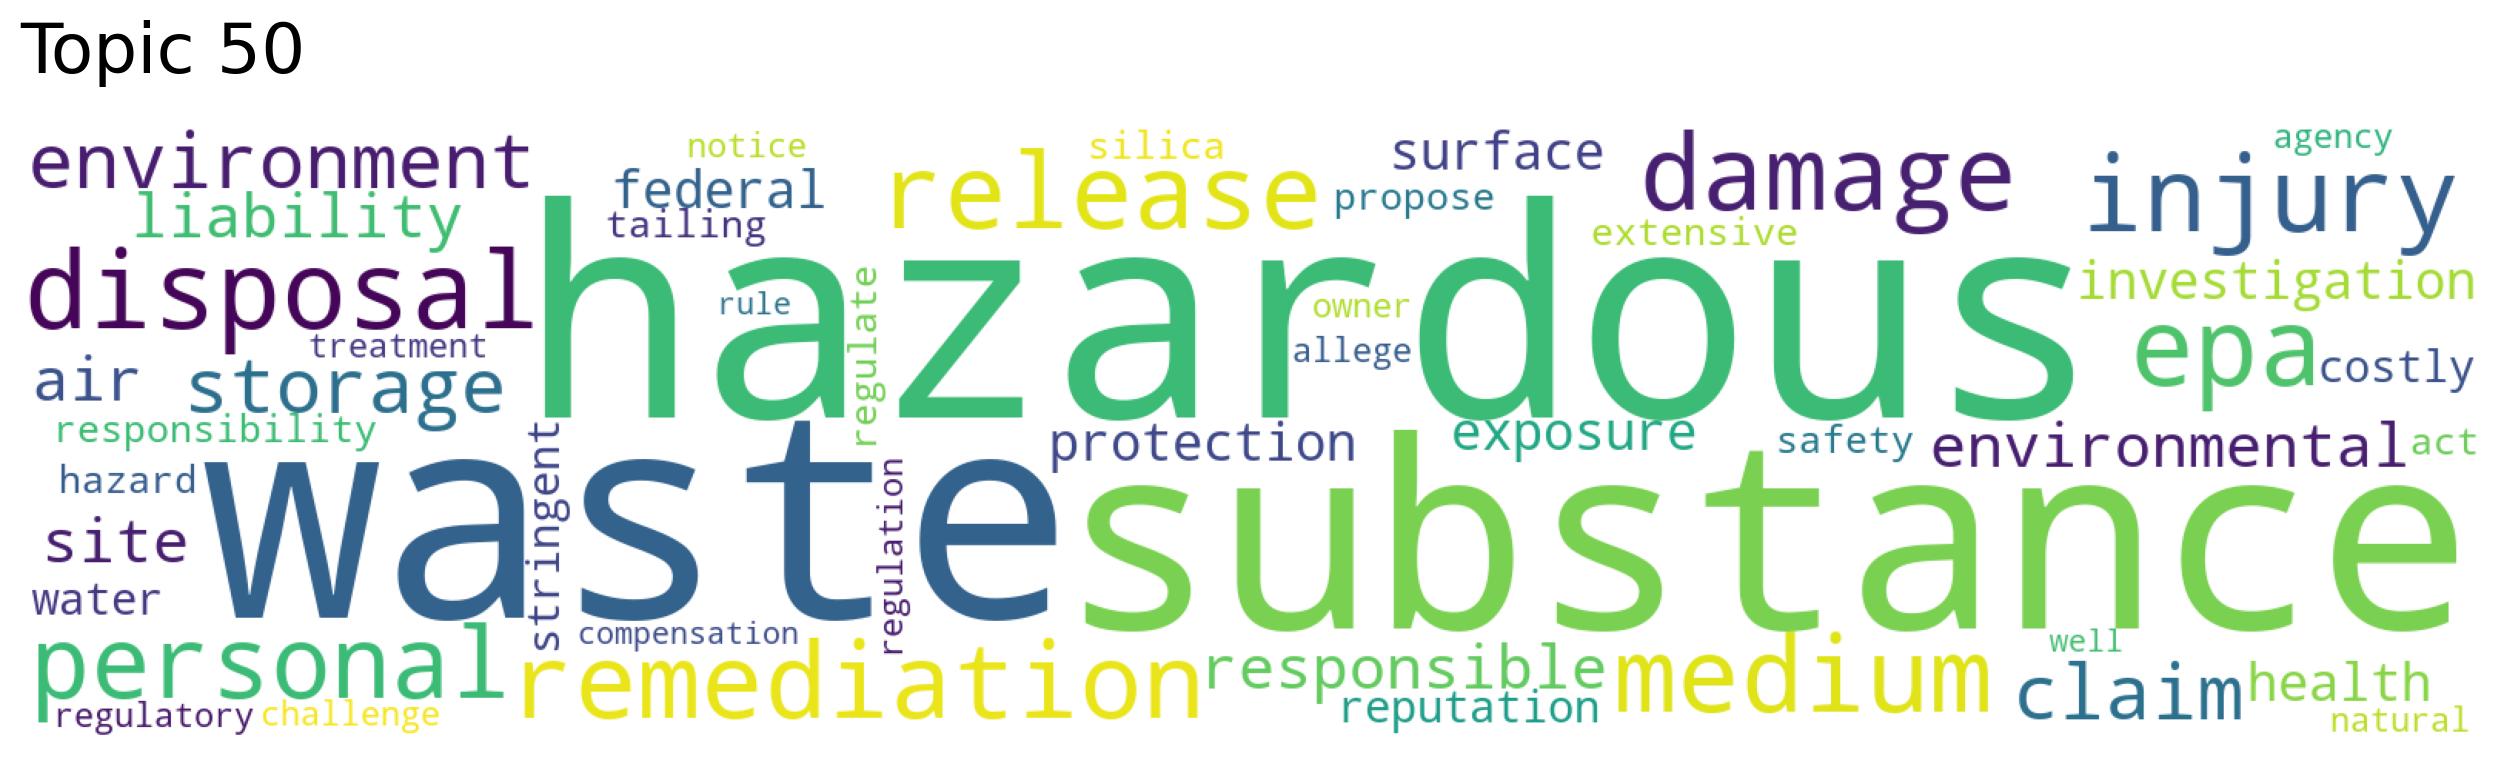 Topic 50
environment
notice
silica
surface
damage
agency
injury
federal
release
propose
liability
tailing
extensive
disposal
hazardous
investigation
regulate
rule
owner
treatment
allege
epa
costly
air
storage
responsibility
protection
exposure
safety
environmental
act
hazard
waste
stringent
regulation
substance
site
water
compensation
personal
remediation
responsible
medium
well
claim
health
reputation
regulatory
challenge
natural